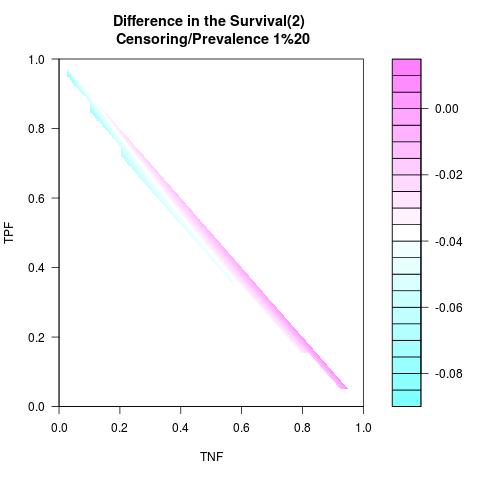 Difference in the Survival(2)
Censoring/Prevalence 1%20
1.0
0.8
0.6
0.4
0.2
0.0
TPF
0.0 0.2 0.4 0.6 0.8 1.0
TNF
0.00
-0.02
-0.04
-0.06
-0.08